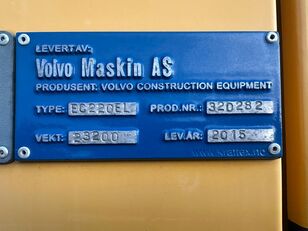 LEVERT AV:
Volvo Maskin AS
PRODUSENT: VOLVO CONSTRUCTION EQUIPMENT
TYPE: EC220EL PROD.NR.: 320282
VEKT: 23200 LEV.ÅR: 2015